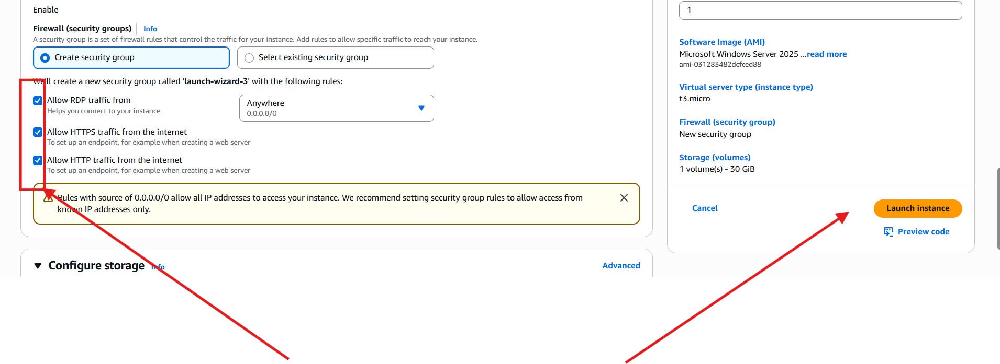 Enable
Firewall (security groups) Info
A security group is a set of firewall rules that control the traffic for your instance. Add rules to allow specific traffic to reach your instance.
Create security group
Select existing security group
We'll create a new security group called 'launch-wizard-3' with the following rules:
Allow RDP traffic from
Helps you connect to your instance
Anywhere
0.0.0.0/0
Allow HTTPS traffic from the internet
To set up an endpoint, for example when creating a web server
Allow HTTP traffic from the internet
To set up an endpoint, for example when creating a web server
Rules with source of 0.0.0.0/0 allow all IP addresses to access your instance. We recommend setting security group rules to allow access from
known IP addresses only.
Configure storage Info
Advanced
1
Software Image (AMI)
Microsoft Windows Server 2025 ...read more
ami-031283482dcfced88
Virtual server type (instance type)
t3.micro
Firewall (security group)
New security group
Storage (volumes)
1 volume(s) - 30 GiB
Cancel
Launch instance
Preview code